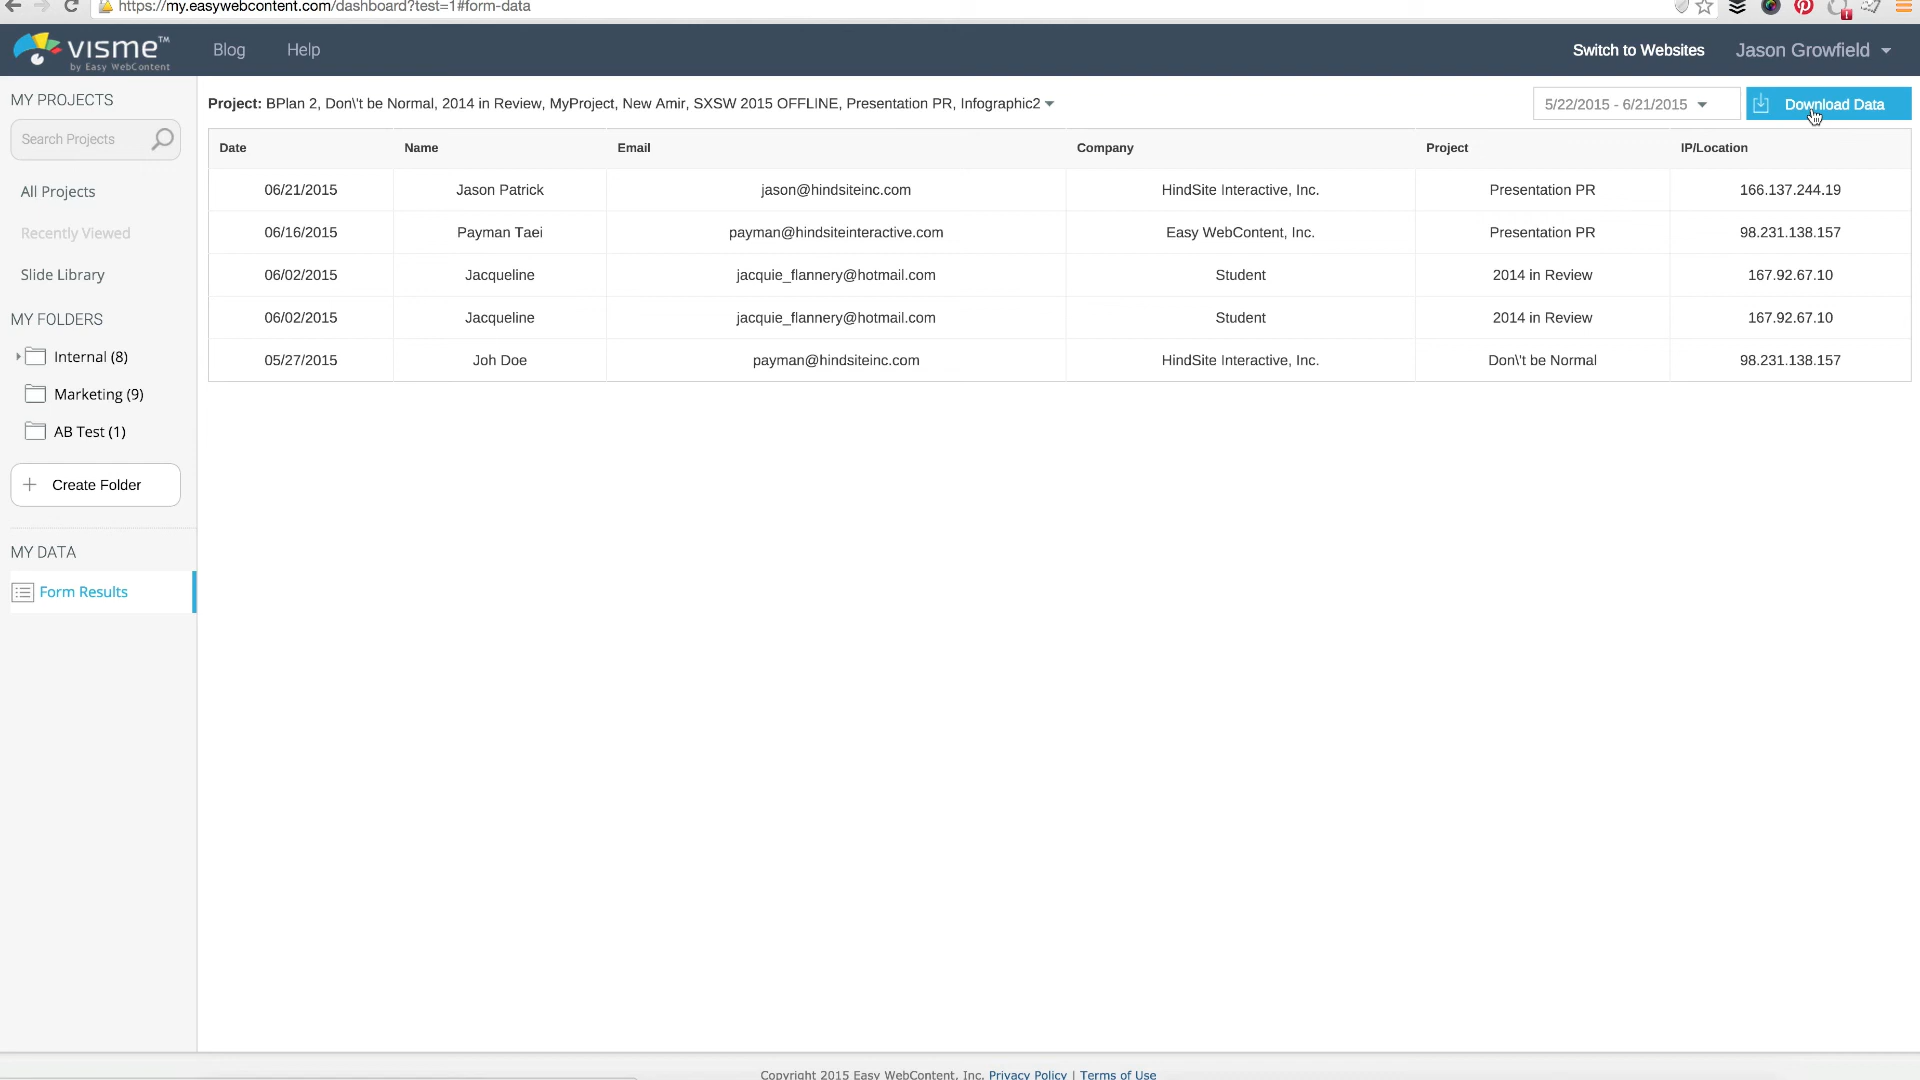 https://my.easywebcontent.com/dashboard?test=1#form-data
visme™
by Easy WebContent
Blog
Help
Switch to Websites
Jason Growfield
MY PROJECTS
Search Projects
All Projects
Recently Viewed
Slide Library
MY FOLDERS
Internal (8)
Marketing (9)
AB Test (1)
Create Folder
MY DATA
Form Results
Project: BPlan 2, Don\'t be Normal, 2014 in Review, MyProject, New Amir, SXSW 2015 OFFLINE, Presentation PR, Infographic2
5/22/2015 - 6/21/2015
Download Data
Date Name Email Company Project IP/Location
06/21/2015 Jason Patrick jason@hindsiteinc.com HindSite Interactive, Inc. Presentation PR 166.137.244.19
06/16/2015 Payman Taei payman@hindsiteinteractive.com Easy WebContent, Inc. Presentation PR 98.231.138.157
06/02/2015 Jacqueline jacquie_flannery@hotmail.com Student 2014 in Review 167.92.67.10
06/02/2015 Jacqueline jacquie_flannery@hotmail.com Student 2014 in Review 167.92.67.10
05/27/2015 Joh Doe payman@hindsiteinc.com HindSite Interactive, Inc. Don\'t be Normal 98.231.138.157
Copyright 2015 Easy WebContent, Inc. Privacy Policy | Terms of Use